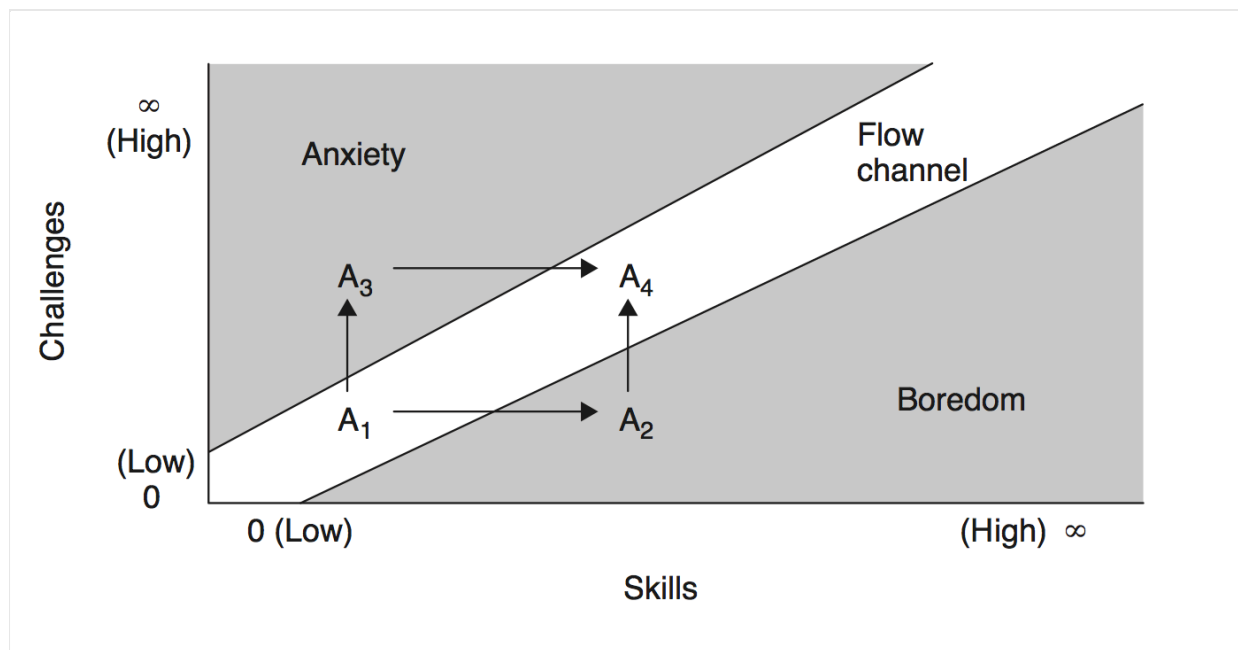 ∞
(High)
Anxiety
Flow
channel
Challenges
A₃
A₄
A₁
A₂
Boredom
(Low)
0
0 (Low)
(High) ∞
Skills